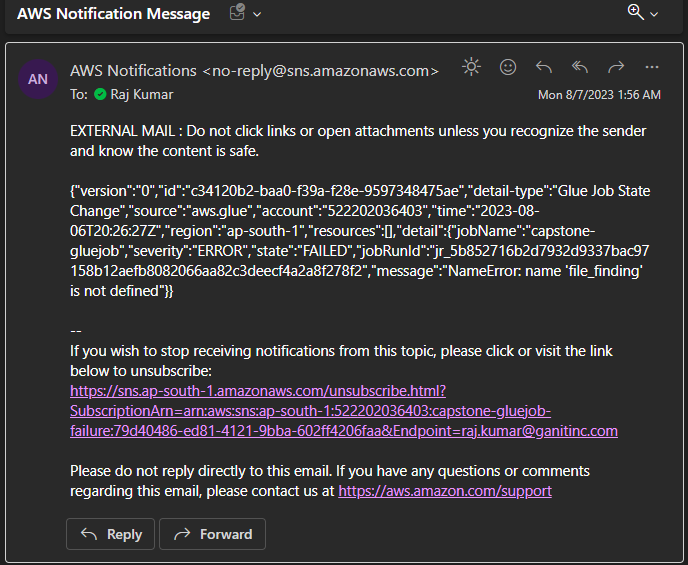 AWS Notification Message
AN
AWS Notifications <no-reply@sns.amazonaws.com>
To: Raj Kumar
Mon 8/7/2023 1:56 AM
EXTERNAL MAIL : Do not click links or open attachments unless you recognize the sender
and know the content is safe.
{"version":"0","id":"c34120b2-baa0-f39a-f28e-9597348475ae","detail-type":"Glue Job State
Change","source":"aws.glue","account":"522202036403","time":"2023-08-
06T20:26:27Z","region":"ap-south-1","resources":[],"detail":{"jobName":"capstone-
gluejob","severity":"ERROR","state":"FAILED","jobRunId":"jr_5b852716b2d7932d9337bac97
158b12aefb8082066aa82c3deecf4a2a8f278f2","message":"NameError: name 'file_finding'
is not defined"}}
--
If you wish to stop receiving notifications from this topic, please click or visit the link
below to unsubscribe:
https://sns.ap-south-1.amazonaws.com/unsubscribe.html?
SubscriptionArn=arn:aws:sns:ap-south-1:522202036403:capstone-gluejob-
failure:79d40486-ed81-4121-9bba-602ff4206faa&Endpoint=raj.kumar@ganitinc.com
Please do not reply directly to this email. If you have any questions or comments
regarding this email, please contact us at https://aws.amazon.com/support
Reply
Forward